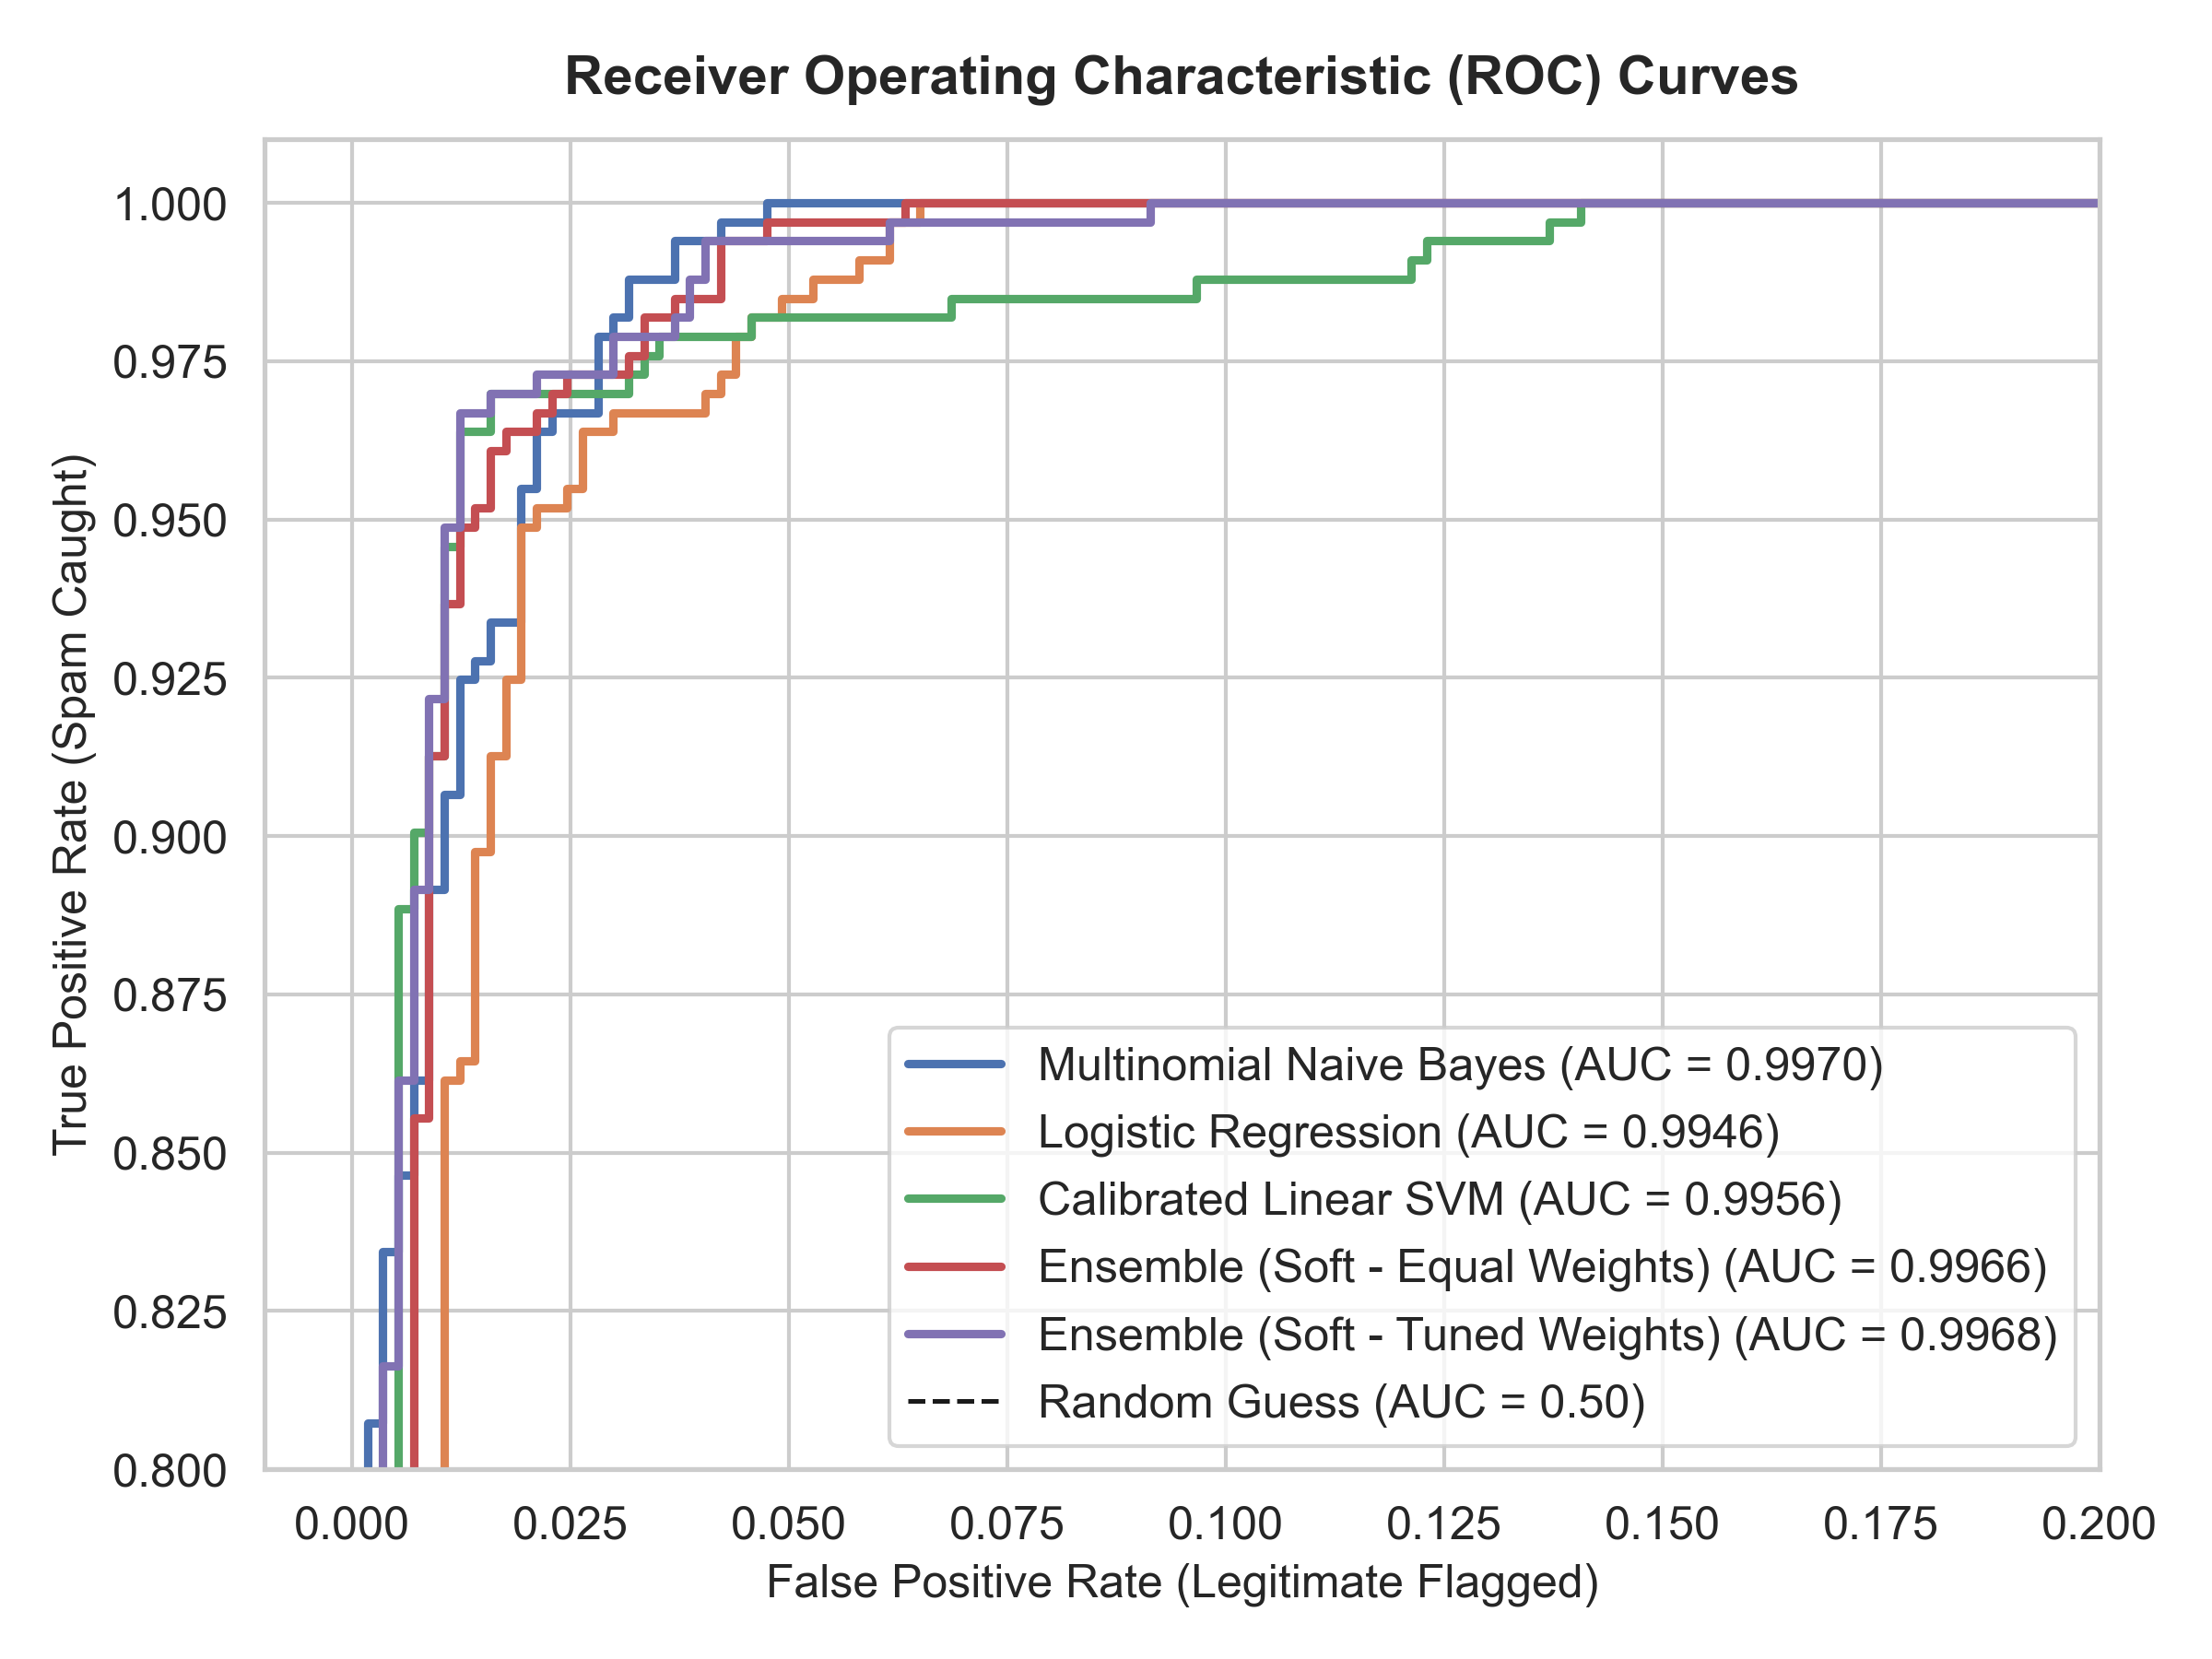 Receiver Operating Characteristic (ROC) Curves
True Positive Rate (Spam Caught)
1.000
0.975
0.950
0.925
0.900
0.875
0.850
0.825
0.800
Multinomial Naive Bayes (AUC = 0.9970)
Logistic Regression (AUC = 0.9946)
Calibrated Linear SVM (AUC = 0.9956)
Ensemble (Soft - Equal Weights) (AUC = 0.9966)
Ensemble (Soft - Tuned Weights) (AUC = 0.9968)
Random Guess (AUC = 0.50)
0.000 0.025 0.050 0.075 0.100 0.125 0.150 0.175 0.200
False Positive Rate (Legitimate Flagged)